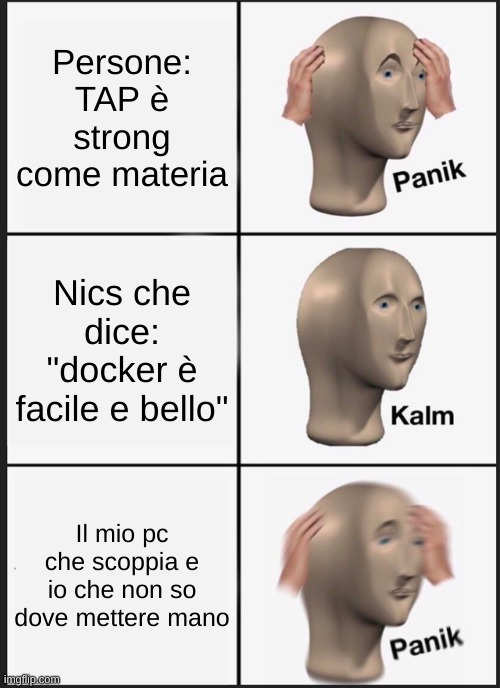 Persone:
TAP è
strong
come materia
Panik
Nics che
dice:
"docker è
facile e bello"
Kalm
Il mio pc
che scoppia e
io che non so
dove mettere mano
Panik
imgflip.com